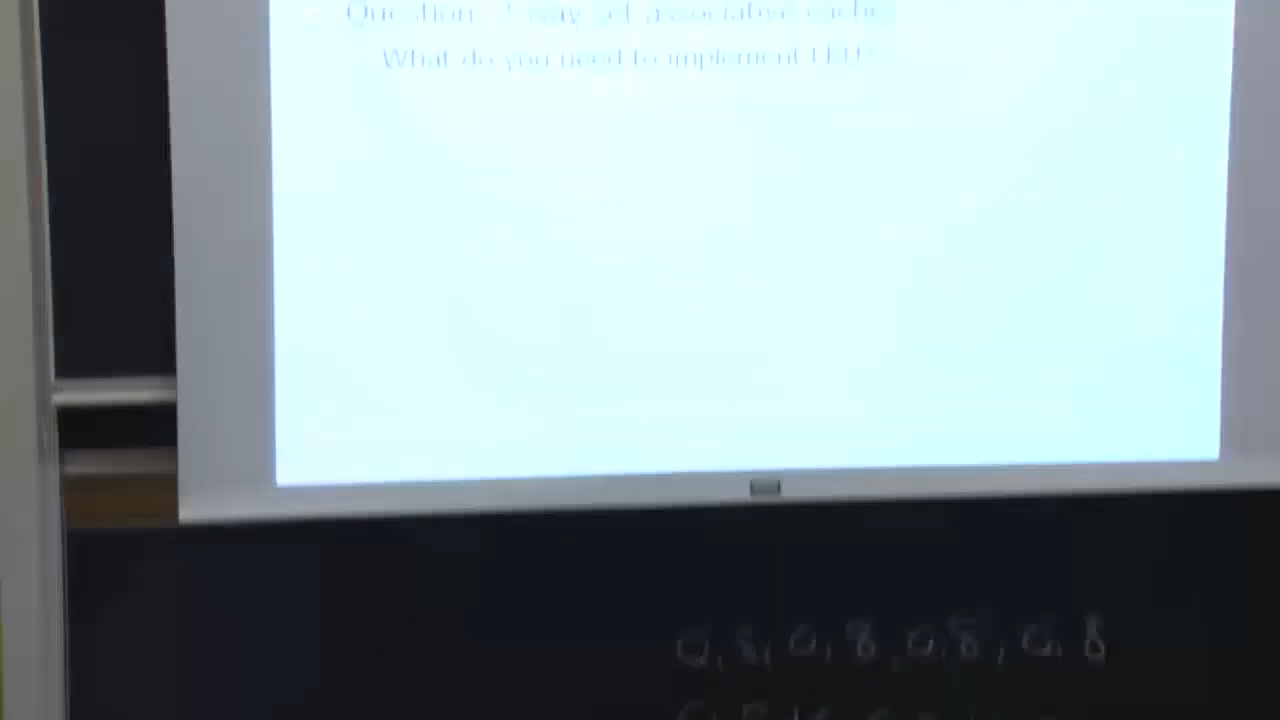 Question: 2-way set associative cache:
What do you need to implement LRU?
0, 8, 0, 8, 0, 8, 0, 8